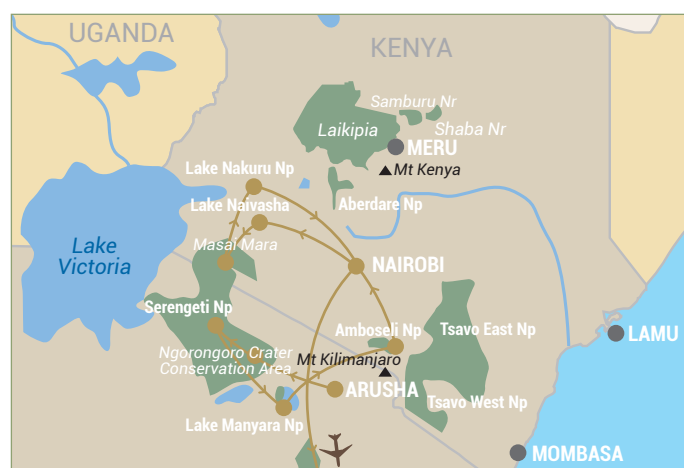 UGANDA
KENYA
Samburu Nr
Laikipia
Shaba Nr
MERU
Lake Nakuru Np
Mt Kenya
Lake Naivasha
Aberdare Np
Lake
Victoria
Masai Mara
NAIROBI
Serengeti Np
Amboseli Np
Tsavo East Np
LAMU
Ngorongoro Crater
Conservation Area
Mt Kilimanjaro
ARUSHA
Tsavo West Np
Lake Manyara Np
MOMBASA